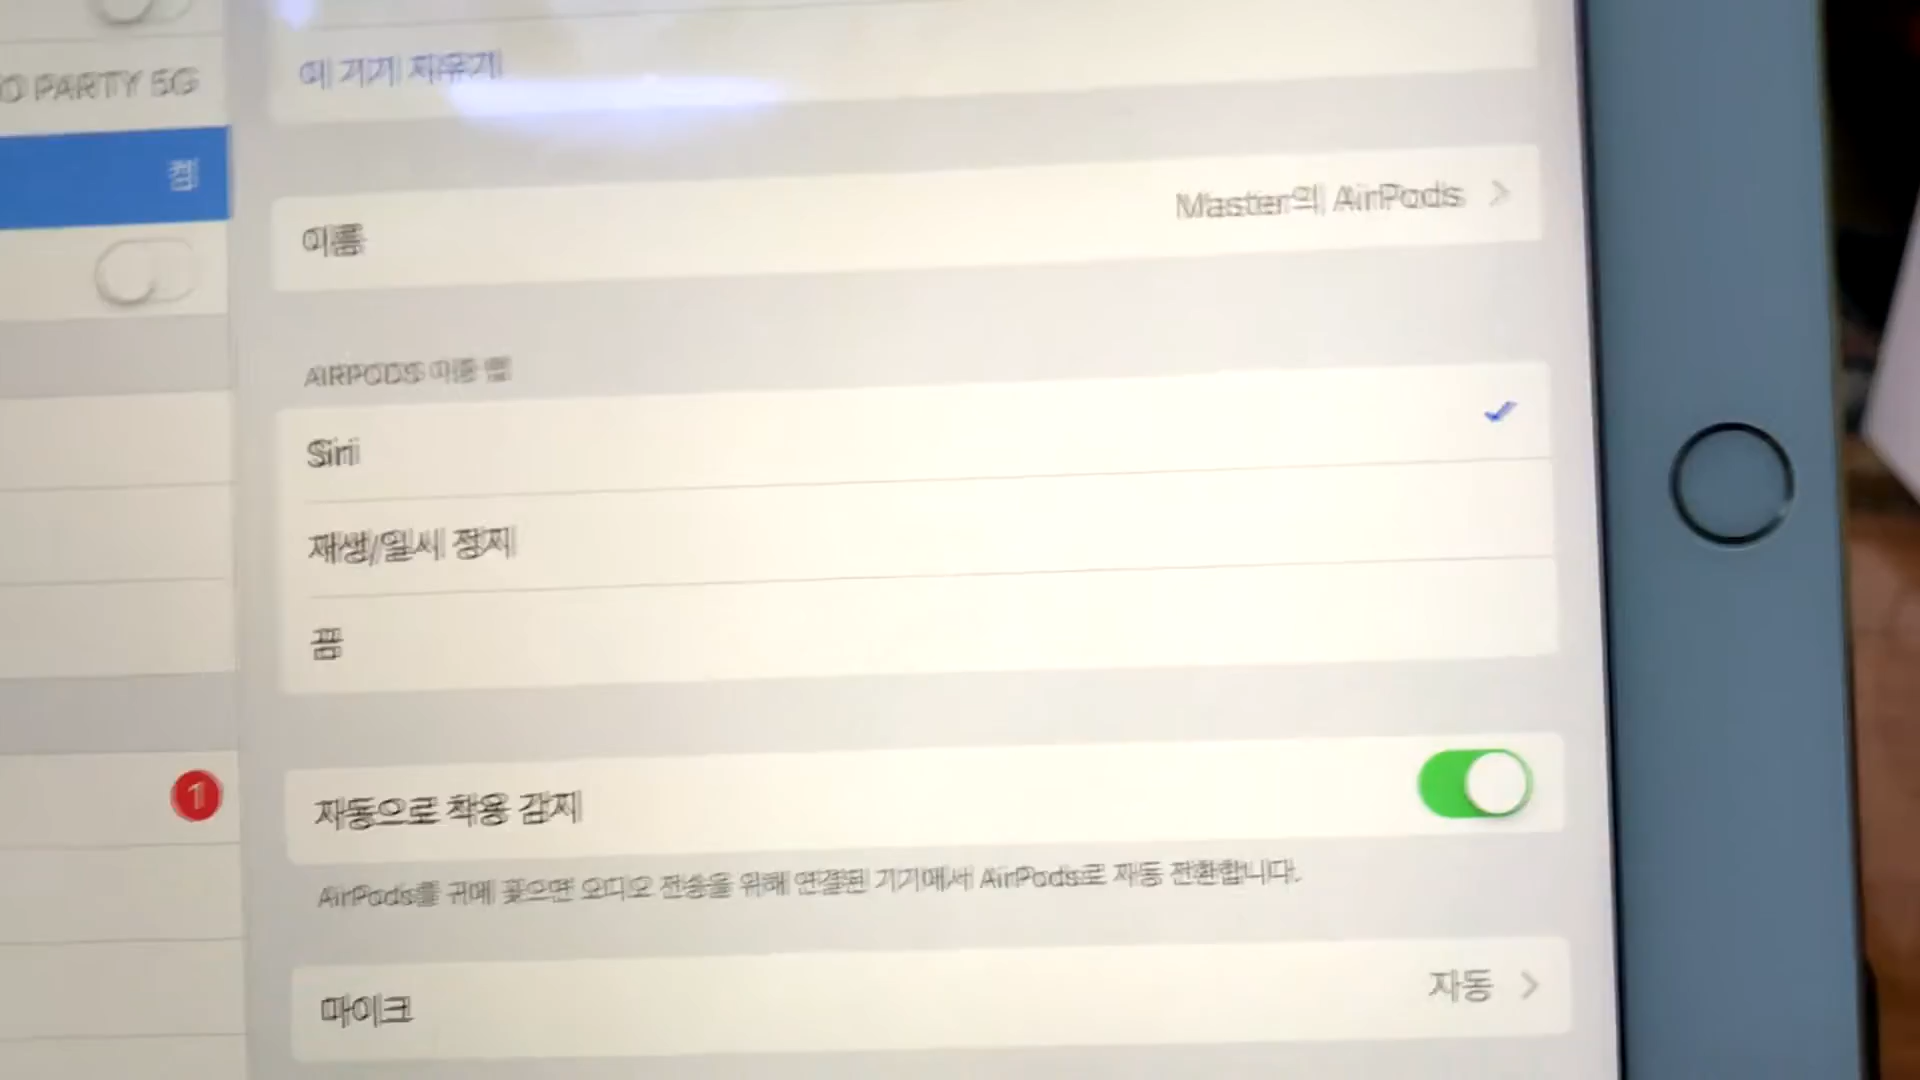 이 기기 지우기
O PARTY 5G
켬
이름
Master의 AirPods
AIRPODS 이중 탭
Siri
재생/일시 정지
끔
1
자동으로 착용 감지
AirPods를 귀에 꽂으면 오디오 전송을 위해 연결된 기기에서 AirPods로 자동 전환합니다.
마이크
자동